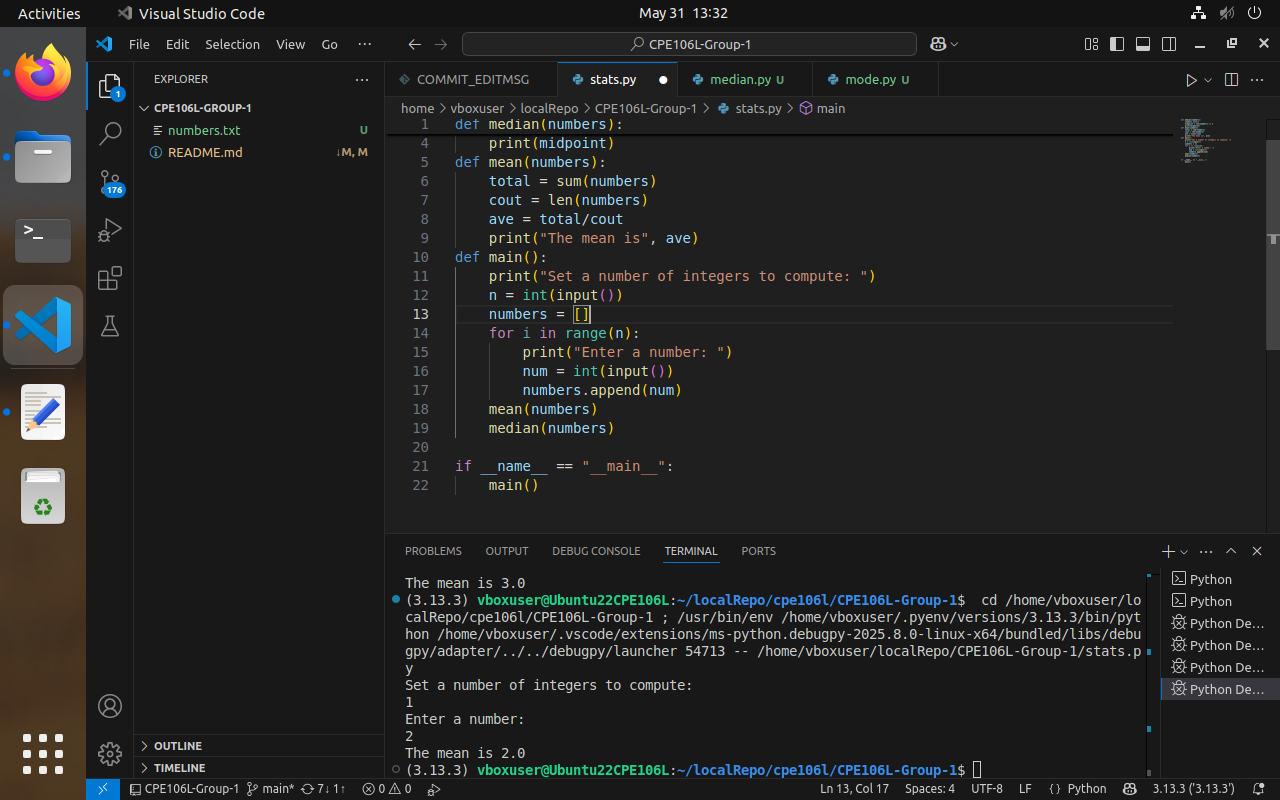 Activities
Visual Studio Code
May 31 13:32
File
Edit
Selection
View
Go
CPE106L-Group-1
EXPLORER
CPE106L-GROUP-1
numbers.txt U
README.md ↓M, M
OUTLINE
TIMELINE
1
176
COMMIT_EDITMSG
stats.py
median.py U
mode.py U
home > vboxuser > localRepo > CPE106L-Group-1 > stats.py > main
1 def median(numbers):
4 print(midpoint)
5 def mean(numbers):
6 total = sum(numbers)
7 cout = len(numbers)
8 ave = total/cout
9 print("The mean is", ave)
10 def main():
11 print("Set a number of integers to compute: ")
12 n = int(input())
13 numbers = []
14 for i in range(n):
15 print("Enter a number: ")
16 num = int(input())
17 numbers.append(num)
18 mean(numbers)
19 median(numbers)
20
21 if __name__ == "__main__":
22 main()
PROBLEMS
OUTPUT
DEBUG CONSOLE
TERMINAL
PORTS
The mean is 3.0
(3.13.3) vboxuser@Ubuntu22CPE106L:~/localRepo/cpe106l/CPE106L-Group-1$ cd /home/vboxuser/lo
calRepo/cpe106l/CPE106L-Group-1 ; /usr/bin/env /home/vboxuser/.pyenv/versions/3.13.3/bin/pyt
hon /home/vboxuser/.vscode/extensions/ms-python.debugpy-2025.8.0-linux-x64/bundled/libs/debu
gpy/adapter/../../debugpy/launcher 54713 -- /home/vboxuser/localRepo/CPE106L-Group-1/stats.p
y
Set a number of integers to compute:
1
Enter a number:
2
The mean is 2.0
(3.13.3) vboxuser@Ubuntu22CPE106L:~/localRepo/cpe106l/CPE106L-Group-1$
Python
Python
Python De...
Python De...
Python De...
Python De...
CPE106L-Group-1
main*
7↓ 1↑
0
0
Ln 13, Col 17
Spaces: 4
UTF-8
LF
Python
3.13.3 ('3.13.3')